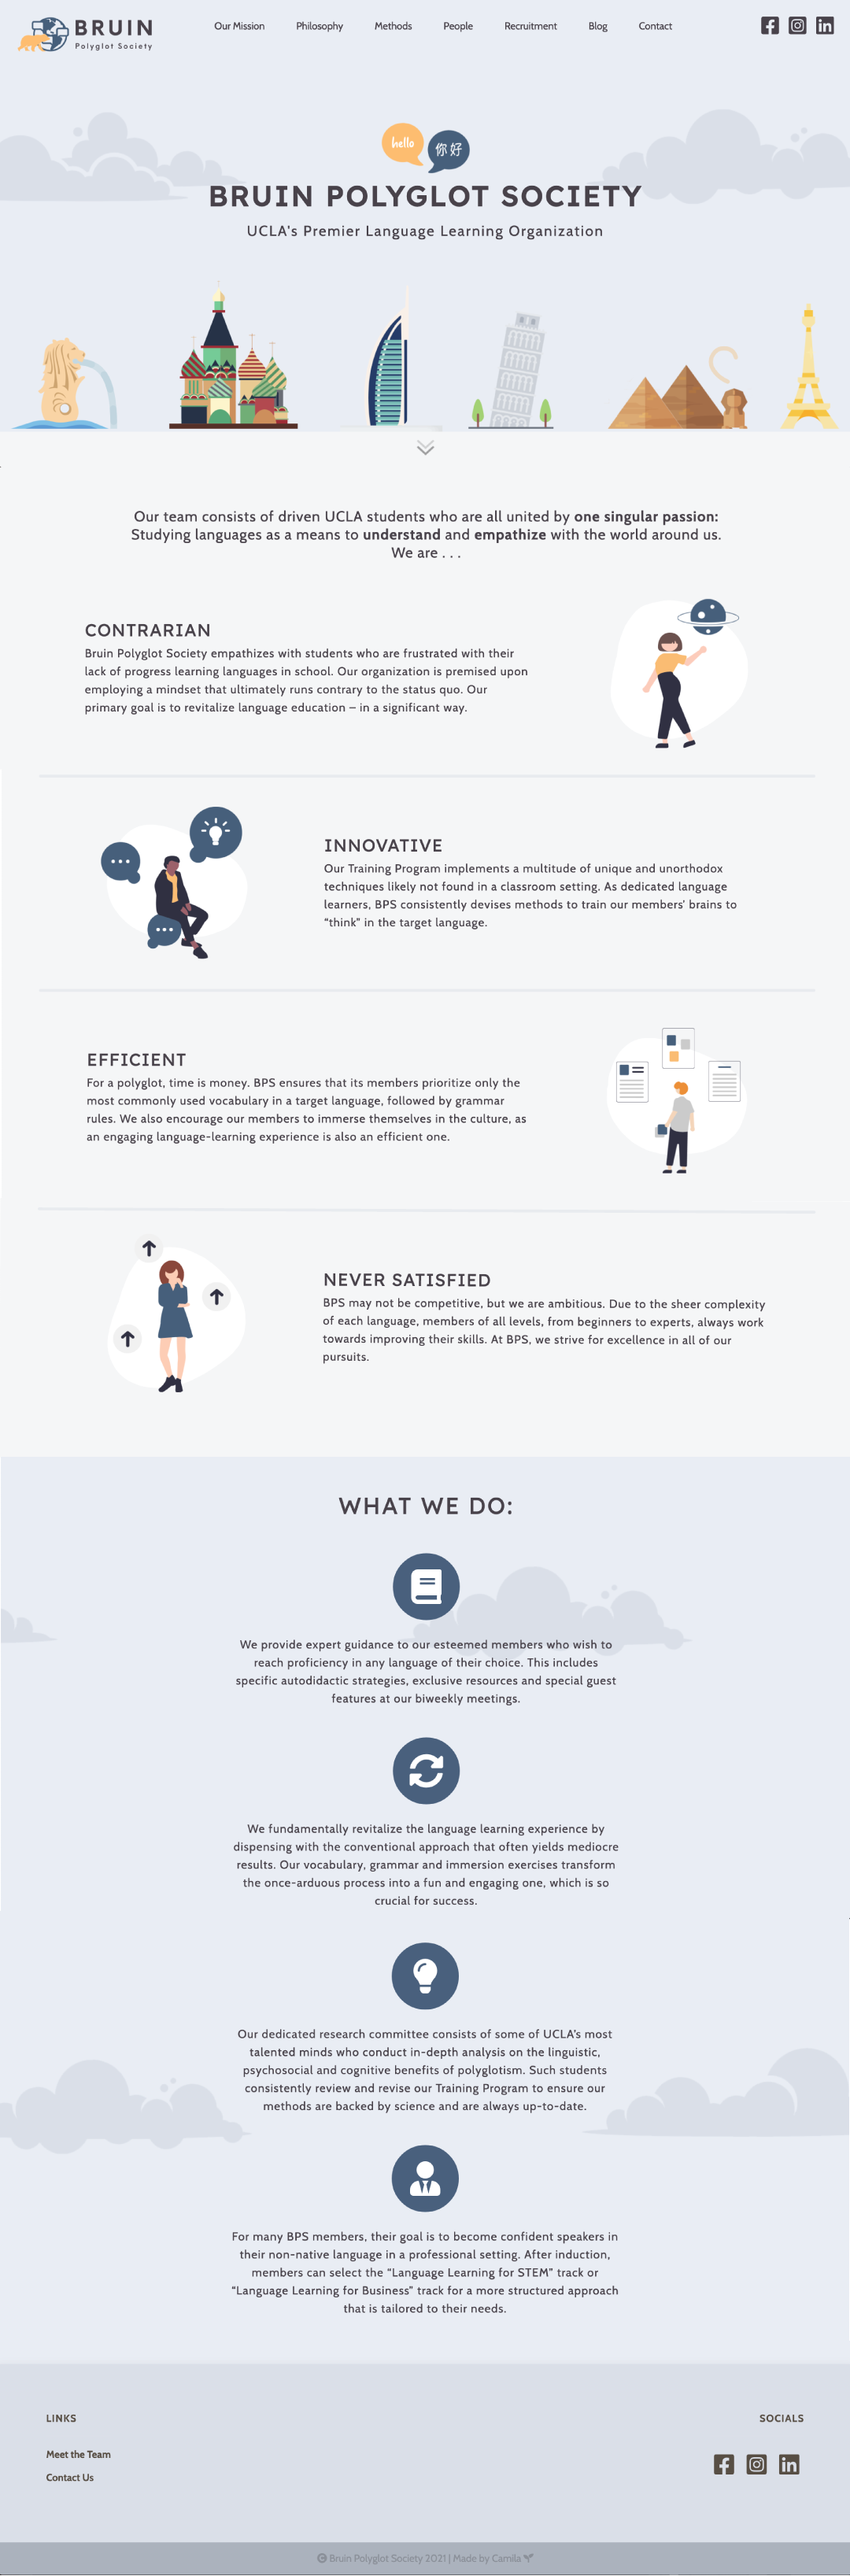 BRUIN
Polyglot Society
Our Mission Philosophy Methods People Recruitment Blog Contact
hello
你好
BRUIN POLYGLOT SOCIETY
UCLA's Premier Language Learning Organization
Our team consists of driven UCLA students who are all united by one singular passion:
Studying languages as a means to understand and empathize with the world around us.
We are . . .
CONTRARIAN
Bruin Polyglot Society empathizes with students who are frustrated with their
lack of progress learning languages in school. Our organization is premised upon
employing a mindset that ultimately runs contrary to the status quo. Our
primary goal is to revitalize language education – in a significant way.
INNOVATIVE
Our Training Program implements a multitude of unique and unorthodox
techniques likely not found in a classroom setting. As dedicated language
learners, BPS consistently devises methods to train our members' brains to
“think” in the target language.
EFFICIENT
For a polyglot, time is money. BPS ensures that its members prioritize only the
most commonly used vocabulary in a target language, followed by grammar
rules. We also encourage our members to immerse themselves in the culture, as
an engaging language-learning experience is also an efficient one.
NEVER SATISFIED
BPS may not be competitive, but we are ambitious. Due to the sheer complexity
of each language, members of all levels, from beginners to experts, always work
towards improving their skills. At BPS, we strive for excellence in all of our
pursuits.
WHAT WE DO:
We provide expert guidance to our esteemed members who wish to
reach proficiency in any language of their choice. This includes
specific autodidactic strategies, exclusive resources and special guest
features at our biweekly meetings.
We fundamentally revitalize the language learning experience by
dispensing with the conventional approach that often yields mediocre
results. Our vocabulary, grammar and immersion exercises transform
the once-arduous process into a fun and engaging one, which is so
crucial for success.
Our dedicated research committee consists of some of UCLA's most
talented minds who conduct in-depth analysis on the linguistic,
psychosocial and cognitive benefits of polyglotism. Such students
consistently review and revise our Training Program to ensure our
methods are backed by science and are always up-to-date.
For many BPS members, their goal is to become confident speakers in
their non-native language in a professional setting. After induction,
members can select the "Language Learning for STEM" track or
"Language Learning for Business" track for a more structured approach
that is tailored to their needs.
LINKS
SOCIALS
Meet the Team
Contact Us
© Bruin Polyglot Society 2021 | Made by Camila